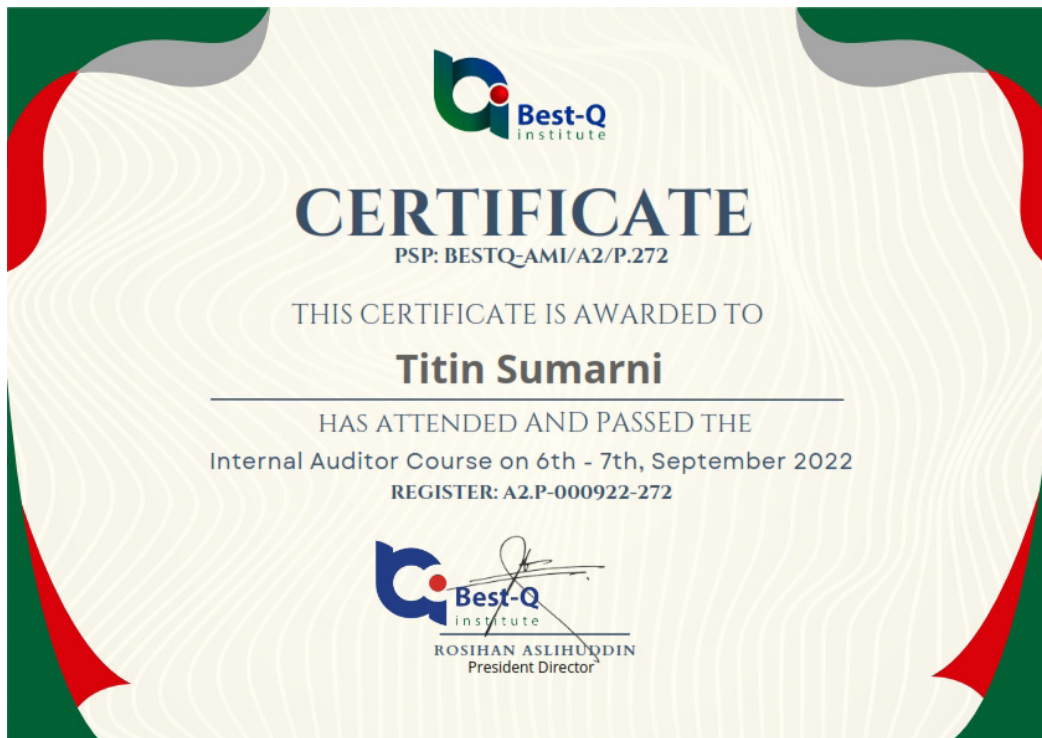 Best-Q
institute
CERTIFICATE
PSP: BESTQ-AMI/A2/P.272
THIS CERTIFICATE IS AWARDED TO
Titin Sumarni
HAS ATTENDED AND PASSED THE
Internal Auditor Course on 6th - 7th, September 2022
REGISTER: A2.P-000922-272
Best-Q
institute
ROSIHAN ASLIHUDDIN
President Director